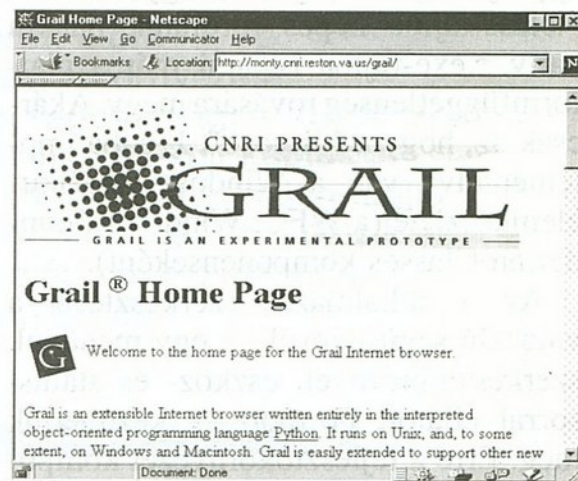 Grail Home Page - Netscape
File Edit View Go Communicator Help
Bookmarks Location: http://monty.cnri.reston.va.us/grail/
N
CNRI PRESENTS
GRAIL
GRAIL IS AN EXPERIMENTAL PROTOTYPE
Grail ® Home Page
G
Welcome to the home page for the Grail Internet browser.
Grail is an extensible Internet browser written entirely in the interpreted
object-oriented programming language Python. It runs on Unix, and, to some
extent, on Windows and Macintosh. Grail is easily extended to support other new
Document: Done